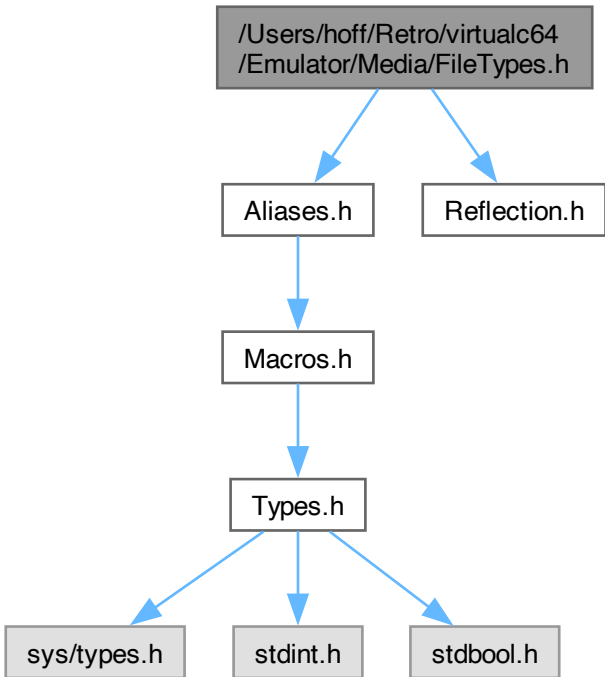 /Users/hoff/Retro/virtualc64
/Emulator/Media/FileTypes.h
Aliases.h
Reflection.h
Macros.h
Types.h
sys/types.h
stdint.h
stdbool.h